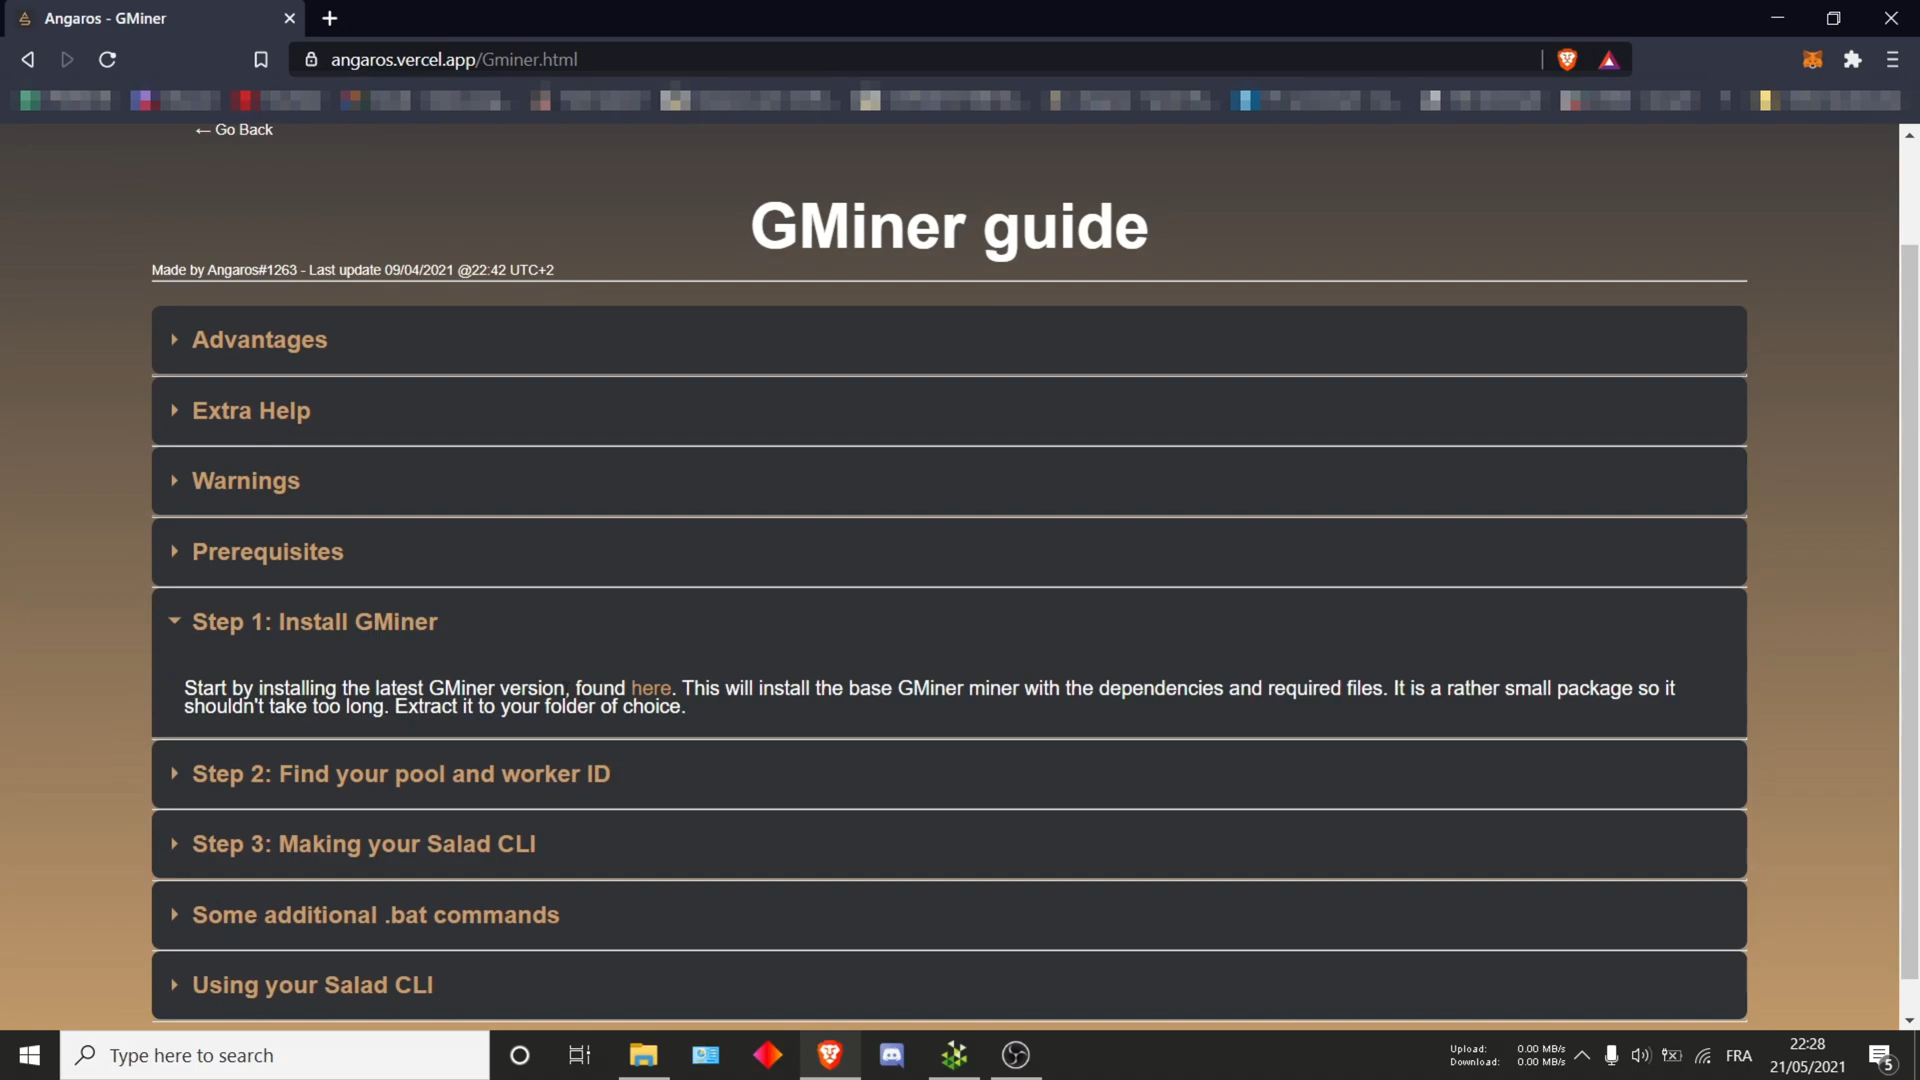 Angaros - GMiner
angaros.vercel.app/Gminer.html
← Go Back
GMiner guide
Made by Angaros#1263 - Last update 09/04/2021 @22:42 UTC+2
Advantages
Extra Help
Warnings
Prerequisites
Step 1: Install GMiner
Start by installing the latest GMiner version, found here. This will install the base GMiner miner with the dependencies and required files. It is a rather small package so it
shouldn't take too long. Extract it to your folder of choice.
Step 2: Find your pool and worker ID
Step 3: Making your Salad CLI
Some additional .bat commands
Using your Salad CLI
Type here to search
Upload: 0.00 MB/s
Download: 0.00 MB/s
FRA
22:28
21/05/2021
5